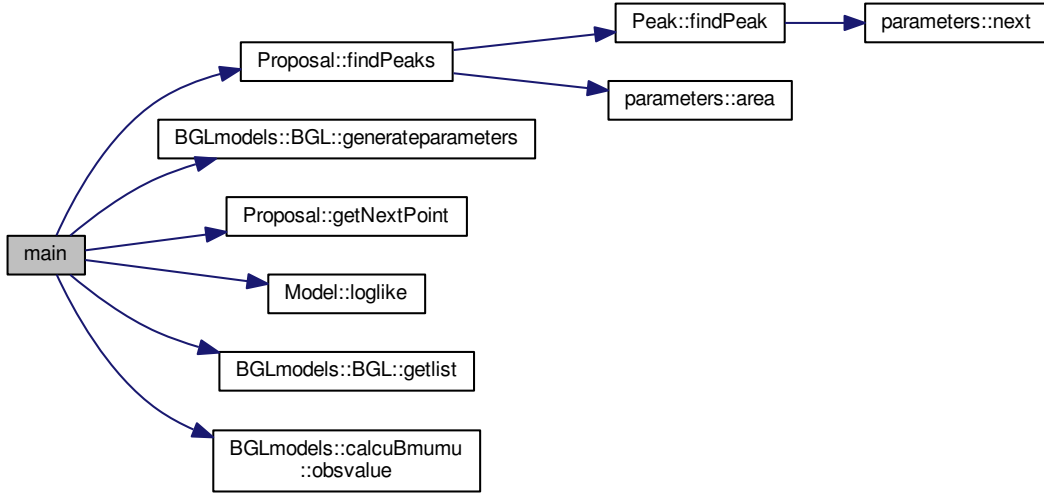 Peak::findPeak
parameters::next
Proposal::findPeaks
parameters::area
BGLmodels::BGL::generateparameters
Proposal::getNextPoint
main
Model::loglike
BGLmodels::BGL::getlist
BGLmodels::calcuBmumu
::obsvalue